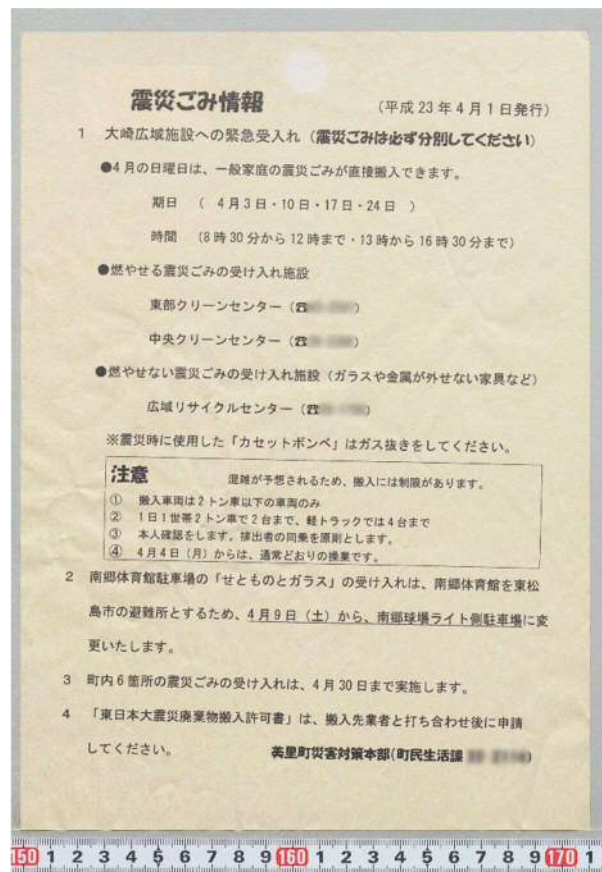 震災ごみ情報
（平成23年4月1日発行）
1 大崎広域施設への緊急受入れ（震災ごみは必ず分別してください）
●4月の日曜日は、一般家庭の震災ごみが直接搬入できます。
期日 （ 4月3日・10日・17日・24日 ）
時間 （8時30分から12時まで・13時から16時30分まで）
●燃やせる震災ごみの受け入れ施設
東部クリーンセンター（☎ ）
中央クリーンセンター（☎ ）
●燃やせない震災ごみの受け入れ施設（ガラスや金属が外せない家具など）
広域リサイクルセンター（☎ ）
※震災時に使用した「カセットボンベ」はガス抜きをしてください。
注意 混雑が予想されるため、搬入には制限があります。
① 搬入車両は2トン車以下の車両のみ
② 1日1世帯2トン車で2台まで、軽トラックでは4台まで
③ 本人確認をします。排出者の同乗を原則とします。
④ 4月4日（月）からは、通常どおりの操業です。
2 南郷体育館駐車場の「せとものとガラス」の受け入れは、南郷体育館を東松
島市の避難所とするため、4月9日（土）から、南郷球場ライト側駐車場に変
更いたします。
3 町内6箇所の震災ごみの受け入れは、4月30日まで実施します。
4 「東日本大震災廃棄物搬入許可書」は、搬入先業者と打ち合わせ後に申請
してください。
美里町災害対策本部(町民生活課 )
150 1 2 3 4 5 6 7 8 9 160 1 2 3 4 5 6 7 8 9 170 1